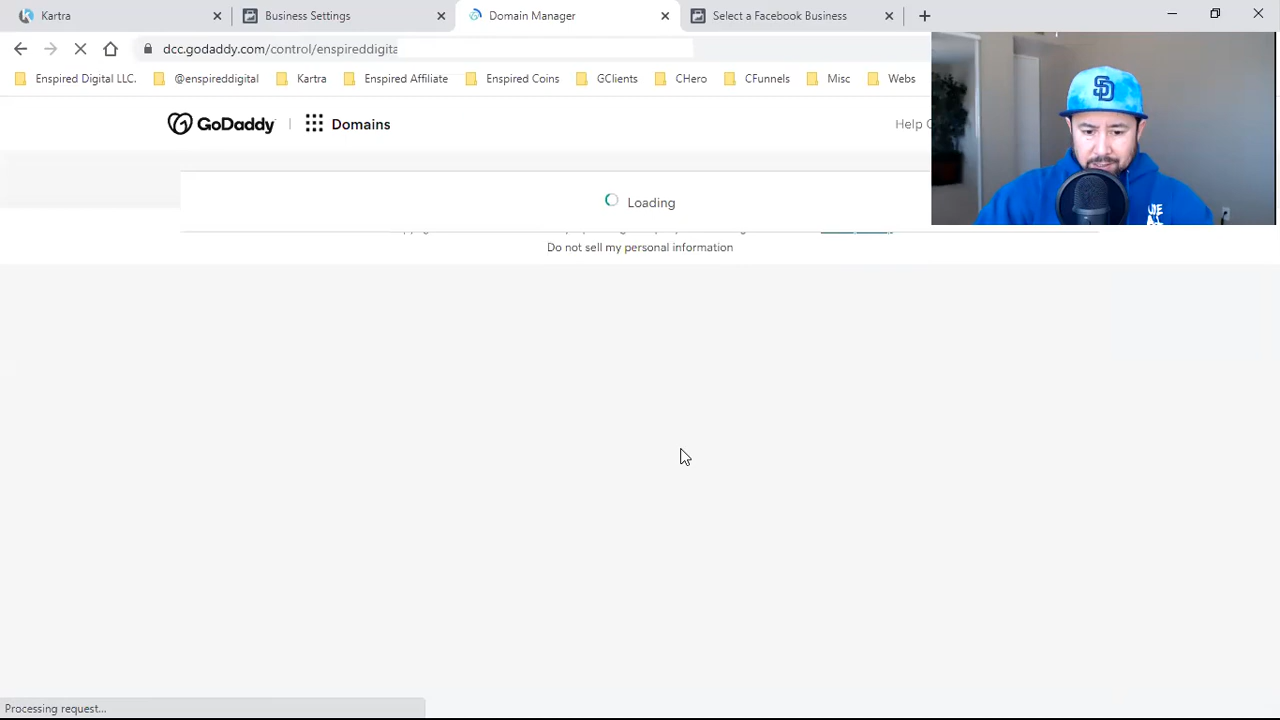 Kartra
Business Settings
Domain Manager
Select a Facebook Business
dcc.godaddy.com/control/enspireddigita
Enspired Digital LLC.
@enspireddigital
Kartra
Enspired Affiliate
Enspired Coins
GClients
CHero
CFunnels
Misc
Webs
GoDaddy
Domains
Help
SD
Loading
Do not sell my personal information
Processing request...